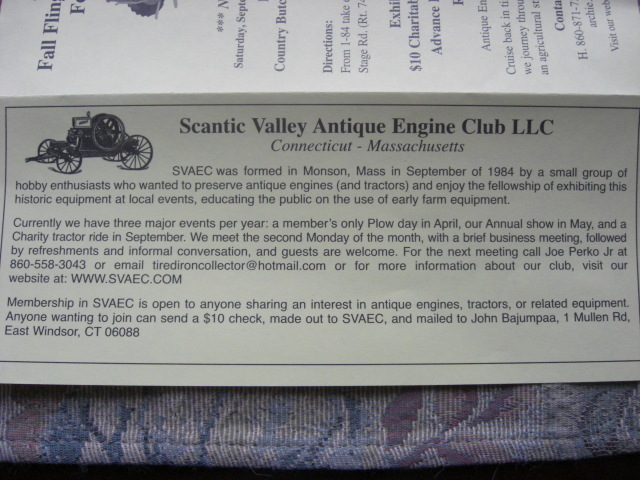 Fall Fling
Fo
*** N
Saturday, Sept
Country Butc
Directions:
From 1-84 take
Stage Rd. (Rt. 74
Exhi
$10 Charitabl
Advance
Antique En
Cruise back in ti
we journey throu
an agricultural st
Conta
H. 860-871-7
archie.
Visit our web
Scantic Valley Antique Engine Club LLC
Connecticut - Massachusetts
SVAEC was formed in Monson, Mass in September of 1984 by a small group of
hobby enthusiasts who wanted to preserve antique engines (and tractors) and enjoy the fellowship of exhibiting this
historic equipment at local events, educating the public on the use of early farm equipment.
Currently we have three major events per year: a member's only Plow day in April, our Annual show in May, and a
Charity tractor ride in September. We meet the second Monday of the month, with a brief business meeting, followed
by refreshments and informal conversation, and guests are welcome. For the next meeting call Joe Perko Jr at
860-558-3043 or email tiredironcollector@hotmail.com or for more information about our club, visit our
website at: WWW.SVAEC.COM
Membership in SVAEC is open to anyone sharing an interest in antique engines, tractors, or related equipment.
Anyone wanting to join can send a $10 check, made out to SVAEC, and mailed to John Bajumpaa, 1 Mullen Rd,
East Windsor, CT 06088